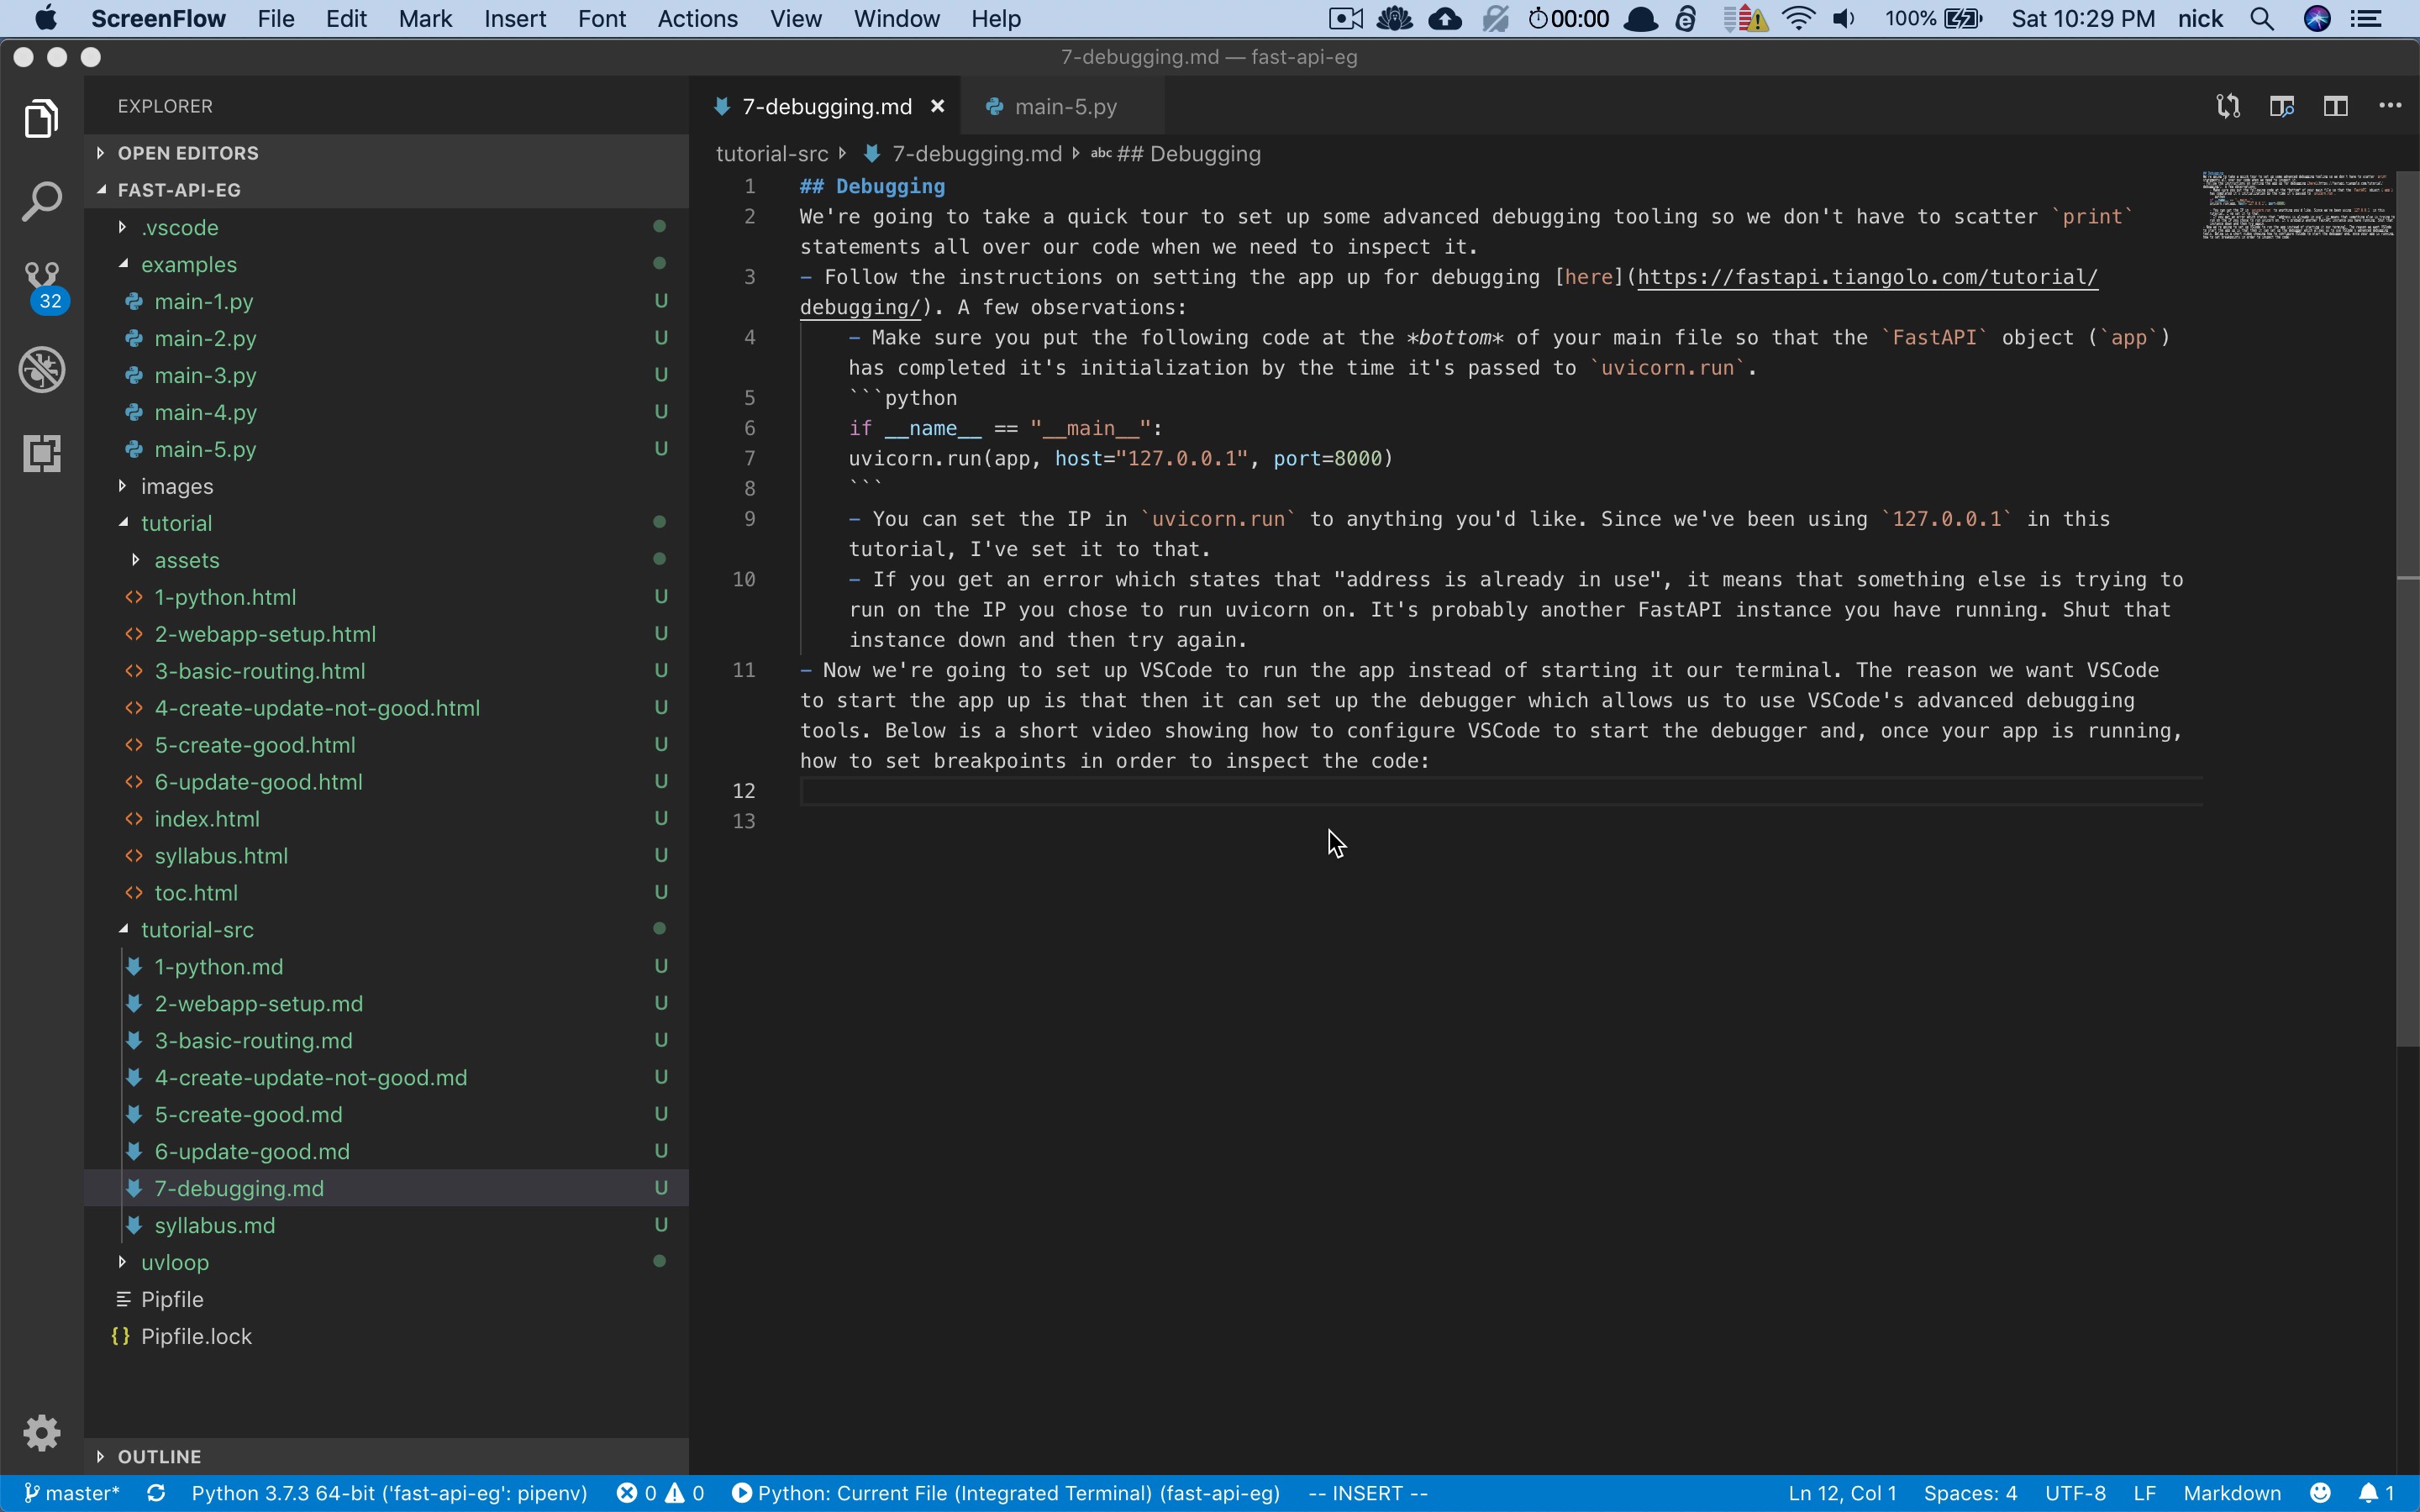 ScreenFlow File Edit Mark Insert Font Actions View Window Help 00:00 100% Sat 10:29 PM nick
7-debugging.md — fast-api-eg
EXPLORER
OPEN EDITORS
FAST-API-EG
.vscode
examples
main-1.py U
main-2.py U
main-3.py U
main-4.py U
main-5.py U
images
tutorial
assets
1-python.html U
2-webapp-setup.html U
3-basic-routing.html U
4-create-update-not-good.html U
5-create-good.html U
6-update-good.html U
index.html U
syllabus.html U
toc.html U
tutorial-src
1-python.md U
2-webapp-setup.md U
3-basic-routing.md U
4-create-update-not-good.md U
5-create-good.md U
6-update-good.md U
7-debugging.md U
syllabus.md U
uvloop
Pipfile
{} Pipfile.lock
OUTLINE
32
7-debugging.md × main-5.py
tutorial-src 7-debugging.md abc ## Debugging
1 ## Debugging
2 We're going to take a quick tour to set up some advanced debugging tooling so we don't have to scatter `print`
statements all over our code when we need to inspect it.
3 - Follow the instructions on setting the app up for debugging [here](https://fastapi.tiangolo.com/tutorial/
debugging/). A few observations:
4 - Make sure you put the following code at the *bottom* of your main file so that the `FastAPI` object (`app`)
has completed it's initialization by the time it's passed to `uvicorn.run`.
5 ```python
6 if __name__ == "__main__":
7 uvicorn.run(app, host="127.0.0.1", port=8000)
8 ```
9 - You can set the IP in `uvicorn.run` to anything you'd like. Since we've been using `127.0.0.1` in this
tutorial, I've set it to that.
10 - If you get an error which states that "address is already in use", it means that something else is trying to
run on the IP you chose to run uvicorn on. It's probably another FastAPI instance you have running. Shut that
instance down and then try again.
11 - Now we're going to set up VSCode to run the app instead of starting it our terminal. The reason we want VSCode
to start the app up is that then it can set up the debugger which allows us to use VSCode's advanced debugging
tools. Below is a short video showing how to configure VSCode to start the debugger and, once your app is running,
how to set breakpoints in order to inspect the code:
12
13
master* Python 3.7.3 64-bit ('fast-api-eg': pipenv) 0 0 Python: Current File (Integrated Terminal) (fast-api-eg) -- INSERT -- Ln 12, Col 1 Spaces: 4 UTF-8 LF Markdown 1